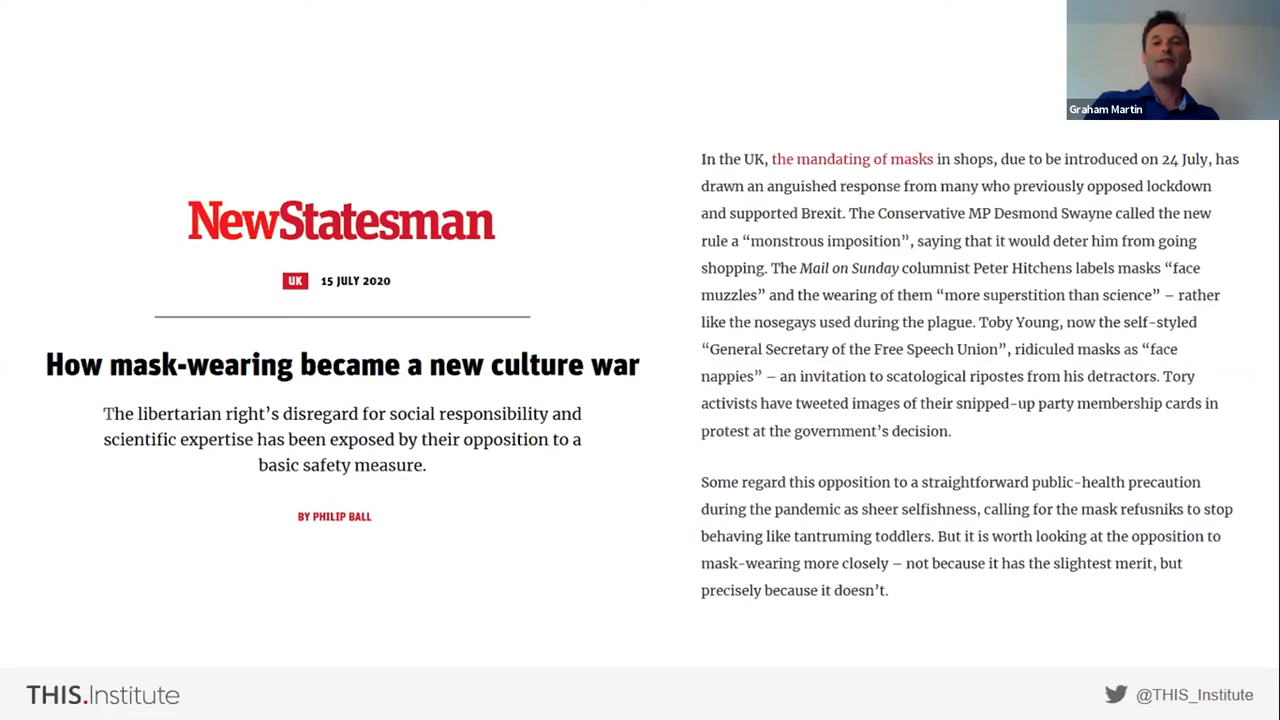 Graham Martin
NewStatesman
UK 15 JULY 2020
How mask-wearing became a new culture war
The libertarian right’s disregard for social responsibility and
scientific expertise has been exposed by their opposition to a
basic safety measure.
BY PHILIP BALL
In the UK, the mandating of masks in shops, due to be introduced on 24 July, has
drawn an anguished response from many who previously opposed lockdown
and supported Brexit. The Conservative MP Desmond Swayne called the new
rule a “monstrous imposition”, saying that it would deter him from going
shopping. The Mail on Sunday columnist Peter Hitchens labels masks “face
muzzles” and the wearing of them “more superstition than science” – rather
like the nosegays used during the plague. Toby Young, now the self-styled
“General Secretary of the Free Speech Union”, ridiculed masks as “face
nappies” – an invitation to scatological ripostes from his detractors. Tory
activists have tweeted images of their snipped-up party membership cards in
protest at the government’s decision.
Some regard this opposition to a straightforward public-health precaution
during the pandemic as sheer selfishness, calling for the mask refusniks to stop
behaving like tantruming toddlers. But it is worth looking at the opposition to
mask-wearing more closely – not because it has the slightest merit, but
precisely because it doesn’t.
THIS.Institute
@THIS_Institute